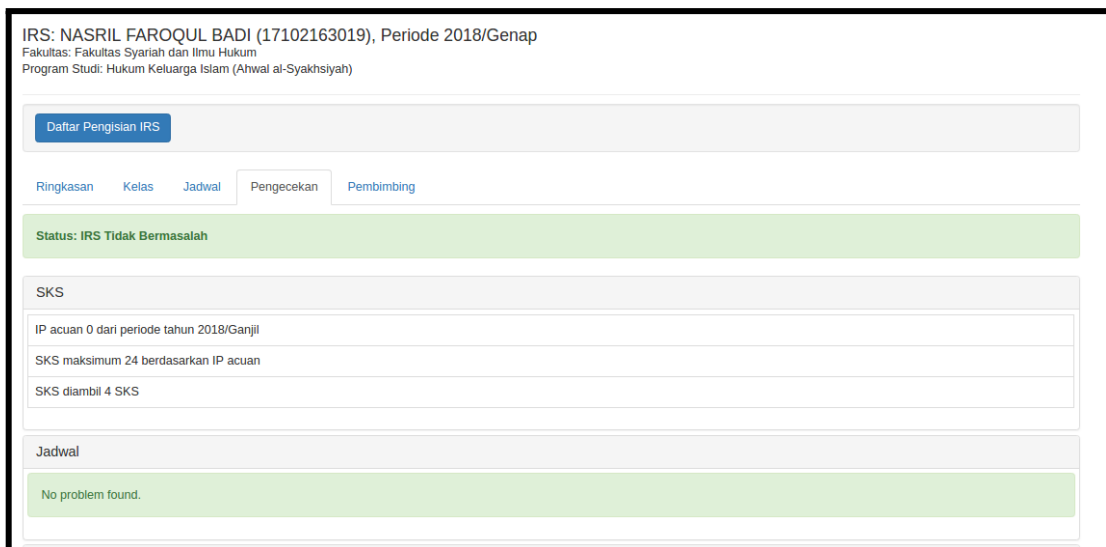 IRS: NASRIL FAROQUL BADI (17102163019), Periode 2018/Genap
Fakultas: Fakultas Syariah dan Ilmu Hukum
Program Studi: Hukum Keluarga Islam (Ahwal al-Syakhsiyah)
Daftar Pengisian IRS
Ringkasan Kelas Jadwal Pengecekan Pembimbing
Status: IRS Tidak Bermasalah
SKS
IP acuan 0 dari periode tahun 2018/Ganjil
SKS maksimum 24 berdasarkan IP acuan
SKS diambil 4 SKS
Jadwal
No problem found.